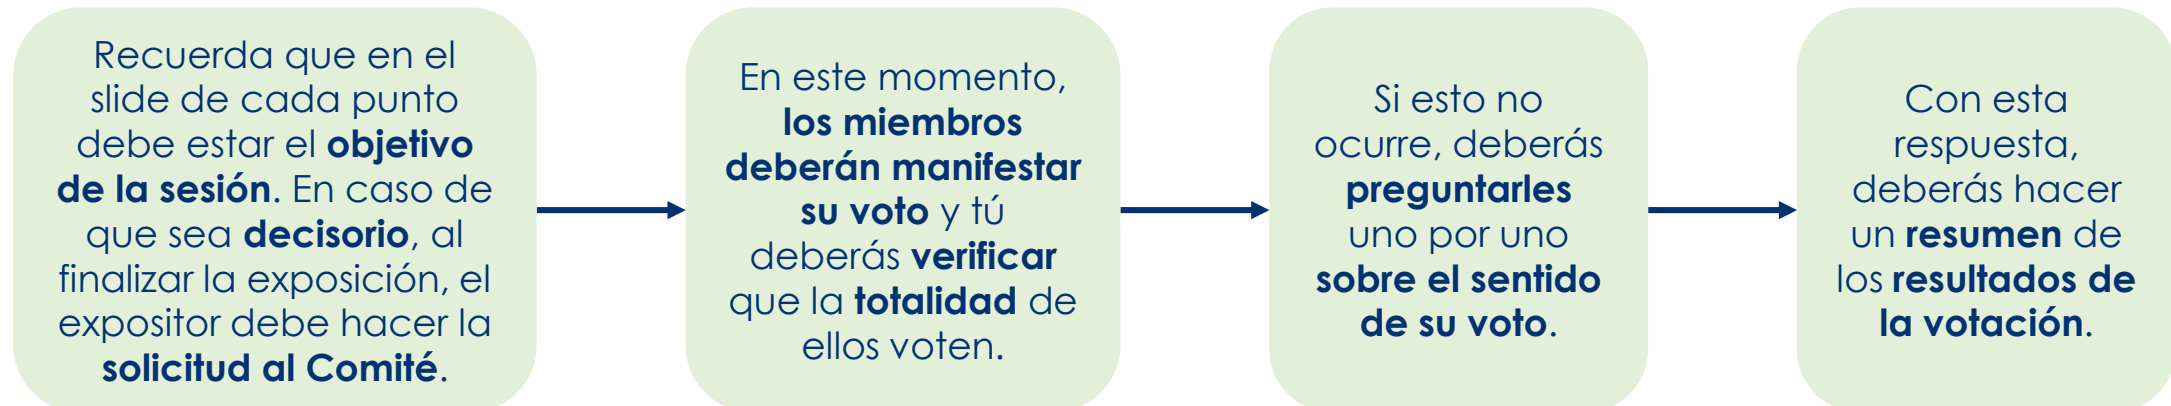 Recuerda que en el
slide de cada punto
debe estar el objetivo
de la sesión. En caso de
que sea decisorio, al
finalizar la exposición, el
expositor debe hacer la
solicitud al Comité.
En este momento,
los miembros
deberán manifestar
su voto y tú
deberás verificar
que la totalidad de
ellos voten.
Si esto no
ocurre, deberás
preguntarles
uno por uno
sobre el sentido
de su voto.
Con esta
respuesta,
deberás hacer
un resumen de
los resultados de
la votación.